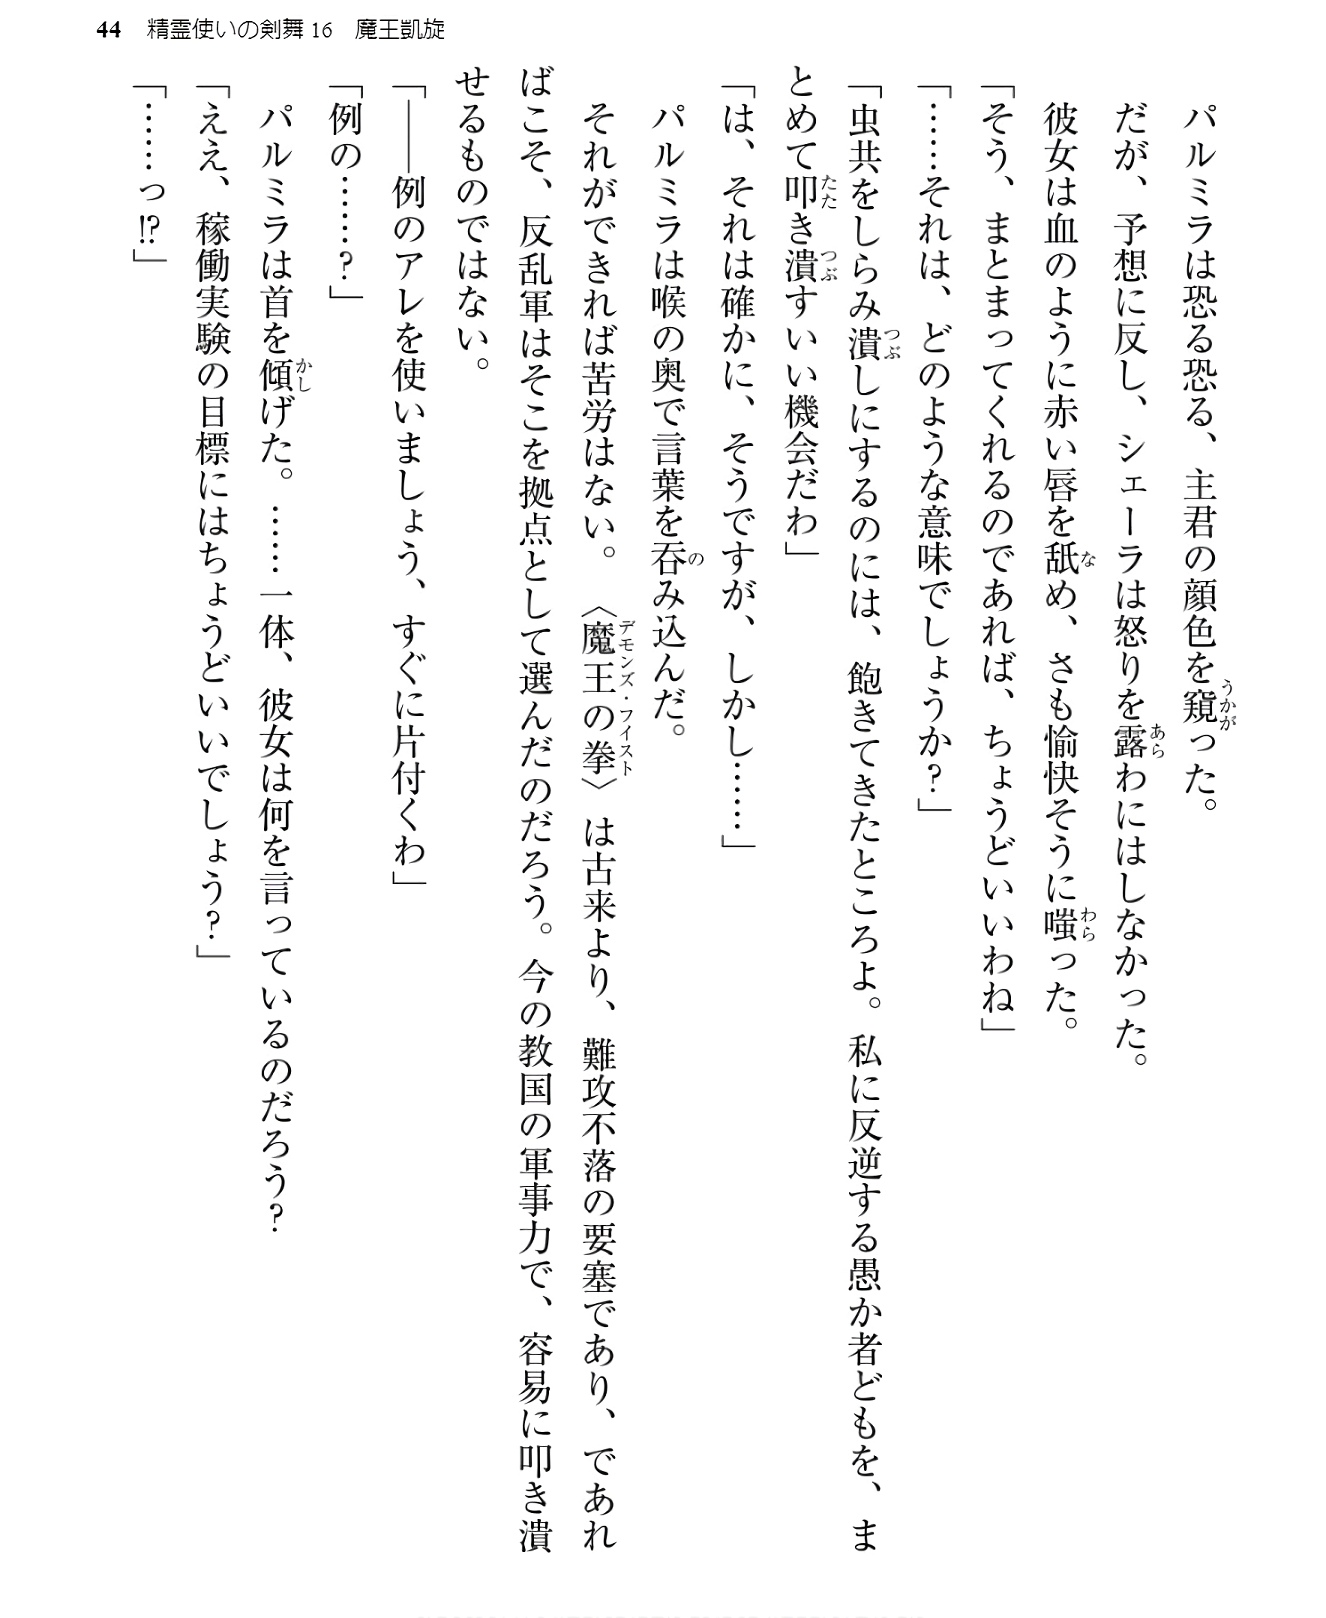 44 精霊使いの剣舞16 魔王凱旋
パルミラは恐る恐る、主君の顔色を窺った。
だが、予想に反し、シェーラは怒りを露わにはしなかった。
彼女は血のように赤い唇を舐め、さも愉快そうに嗤った。
「そう、まとまってくれるのであれば、ちょうどいいわね」
「……それは、どのような意味でしょうか?」
「虫共をしらみ潰しにするのには、飽きてきたところよ。私に反逆する愚か者どもを、ま
とめて叩き潰すいい機会だわ」
「は、それは確かに、そうですが、しかし……」
パルミラは喉の奥で言葉を呑み込んだ。
それができれば苦労はない。〈魔王の拳〉は古来より、難攻不落の要塞であり、であれ
ばこそ、反乱軍はそこを拠点として選んだのだろう。今の教国の軍事力で、容易に叩き潰
せるものではない。
「――例のアレを使いましょう、すぐに片付くわ」
「例の……?」
パルミラは首を傾げた。……一体、彼女は何を言っているのだろう?
「ええ、稼働実験の目標にはちょうどいいでしょう?」
「……っ!?」